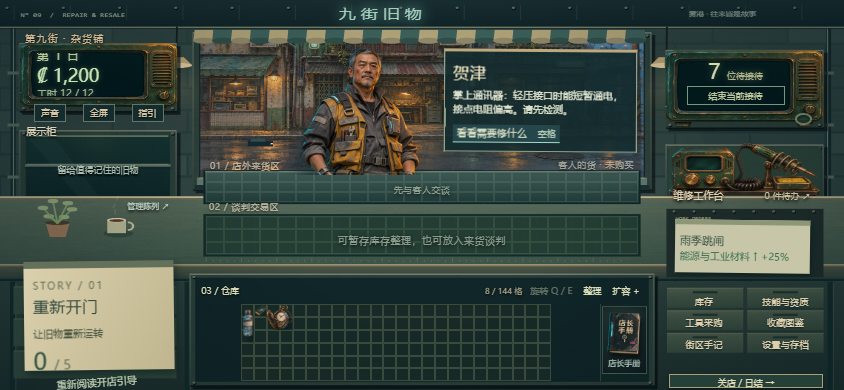 Nº 09 / REPAIR & RESALE
九街旧物
第九街 · 杂货铺
第 1 日
₡ 1,200
工时 12 / 12
声音
全屏
指引
展示柜
留给值得记住的旧物
管理陈列 ↗
STORY / 01
重新开门
让旧物重新运转
0 / 5
重新阅读开店引导
贺津
掌上通讯器：轻压接口时能短暂通电，
接点电阻偏高。请先检测。
看看需要修什么 空格
01 / 店外来货区
客人的货 · 未购买
先与客人交谈
02 / 谈判交易区
可暂存库存整理，也可放入来货谈判
03 / 仓库
8 / 144 格
旋转 Q / E
整理
扩容 +
店长
手册
店长手册
7 位待接待
结束当前接待
维修工作台
0 件待办 ↗
雨季跳闸
能源与工业材料 ↑ +25%
库存
技能与资质
工具采购
收藏图鉴
街区手记
设置与存档
关店 / 日结 →